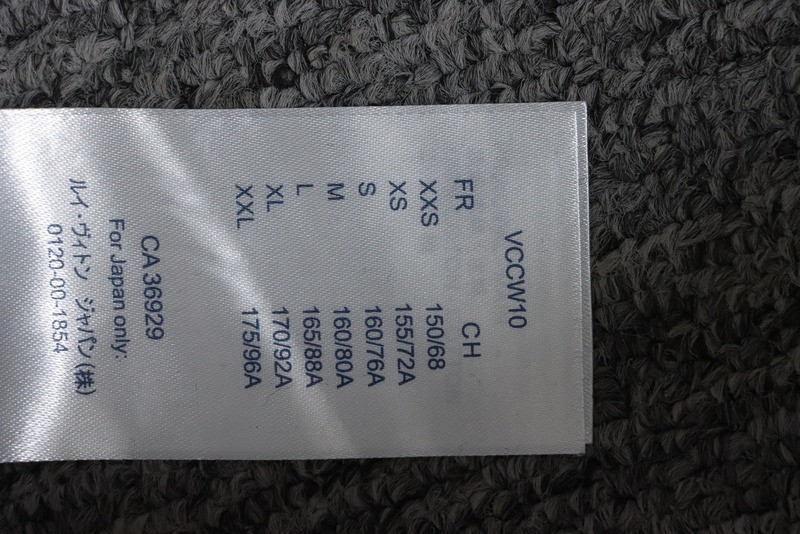 VCCW10
FR CH
XXS 150/68
XS 155/72A
S 160/76A
M 160/80A
L 165/88A
XL 170/92A
XXL 175/96A
CA 36929
For Japan only:
ルイ・ヴィトン ジャパン(株)
0120-00-1854